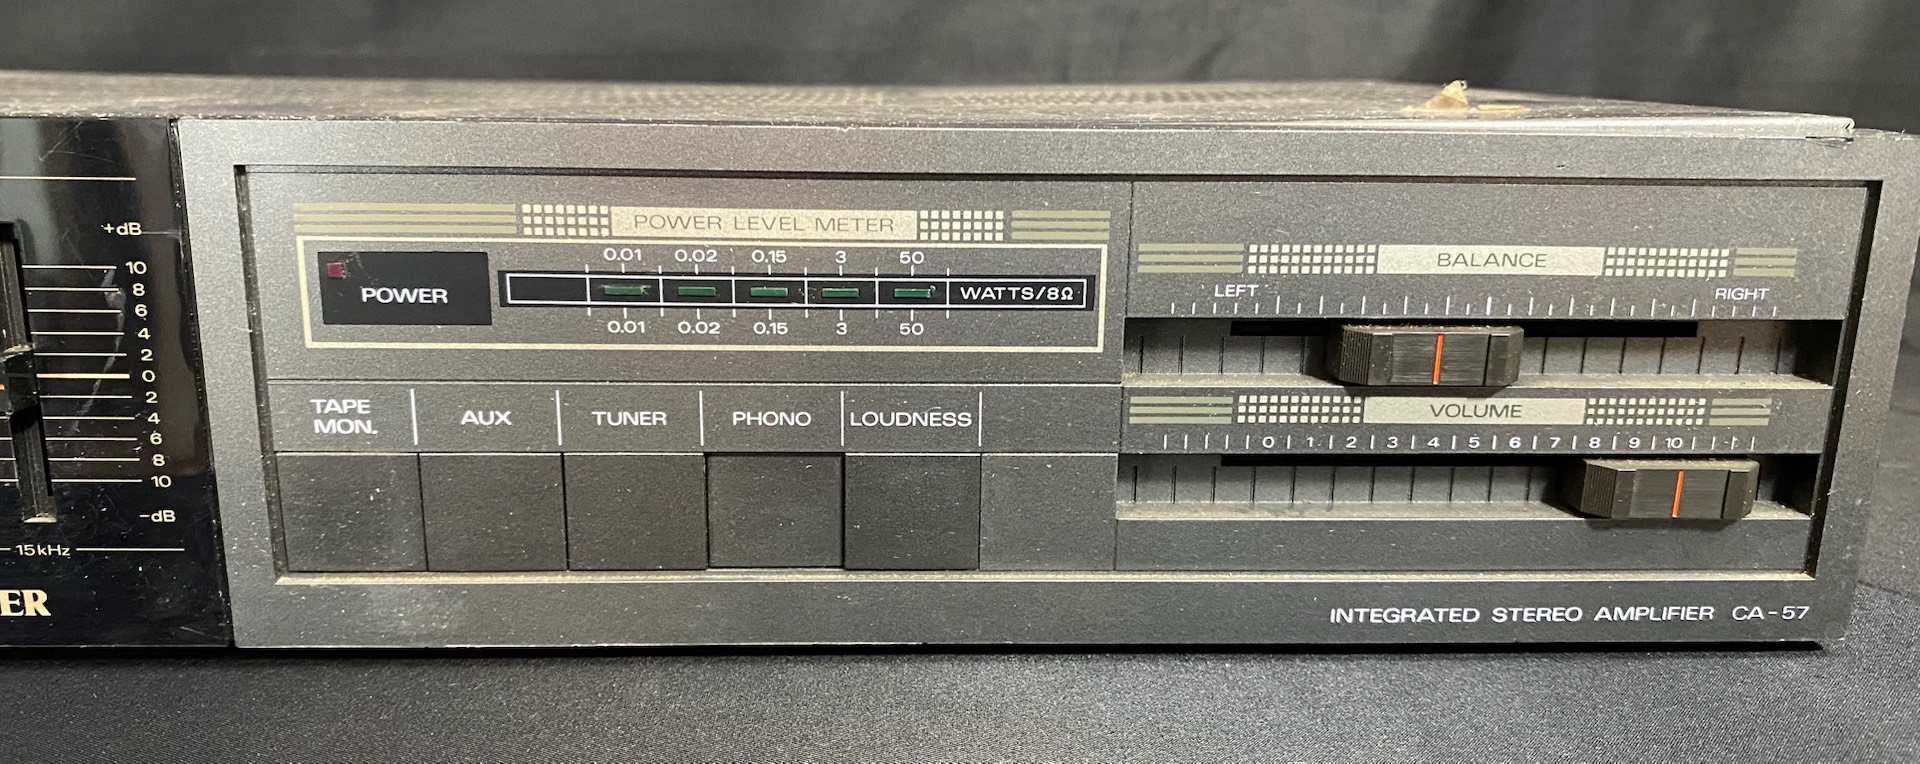 +dB
10
8
6
4
2
0
2
4
6
8
10
-dB
15kHz
ER
POWER LEVEL METER
POWER
0.01 0.02 0.15 3 50
WATTS/8Ω
0.01 0.02 0.15 3 50
TAPE
MON.
AUX
TUNER
PHONO
LOUDNESS
BALANCE
LEFT RIGHT
VOLUME
0 1 2 3 4 5 6 7 8 9 10
INTEGRATED STEREO AMPLIFIER CA-57